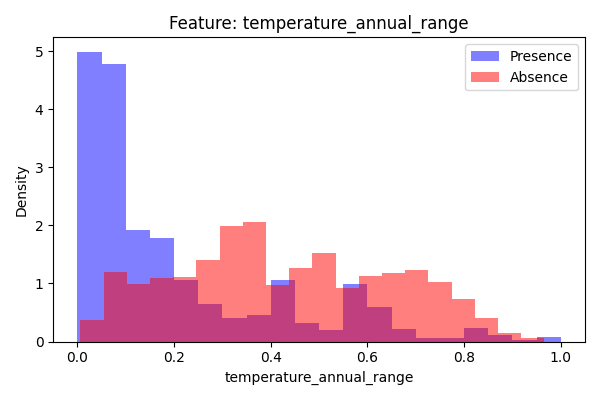 Feature: temperature_annual_range
Presence
Absence
Density
5
4
3
2
1
0
0.0 0.2 0.4 0.6 0.8 1.0
temperature_annual_range